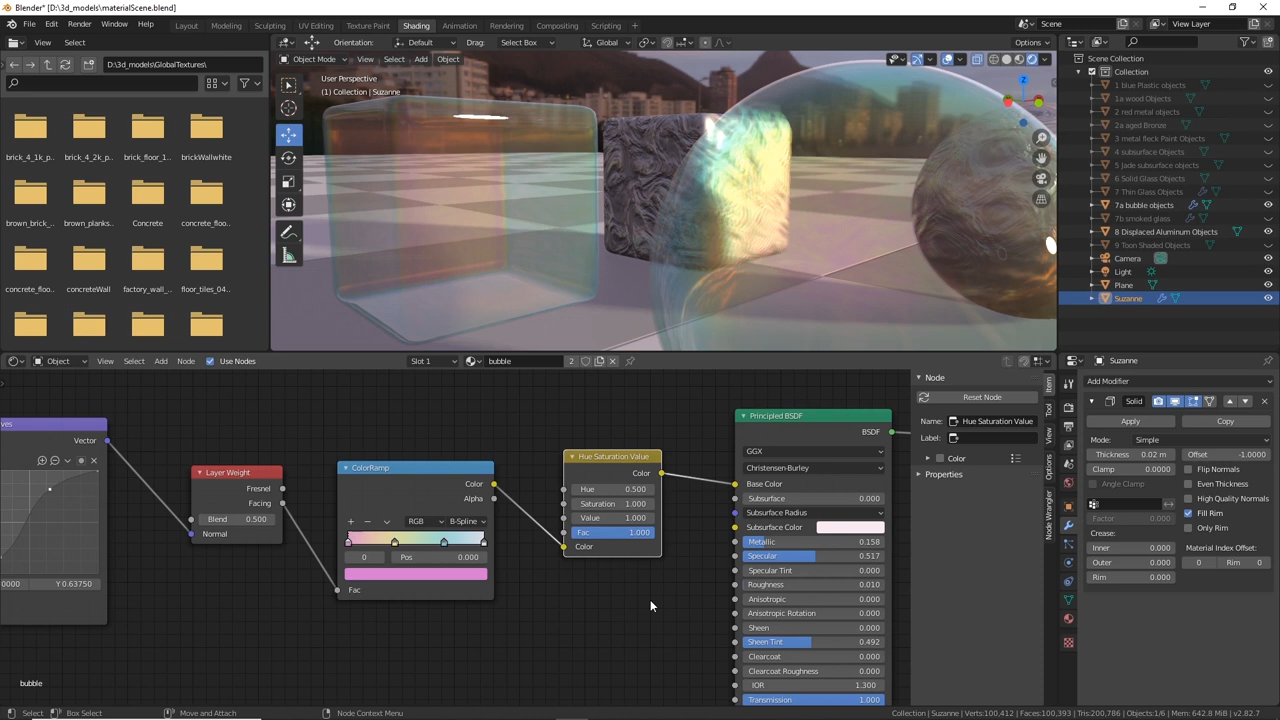 Blender* [D:\3d_models\materialScene.blend]
File Edit Render Window Help
Layout Modeling Sculpting UV Editing Texture Paint Shading Animation Rendering Compositing Scripting
Scene
View Layer
View Select
Orientation: Default Drag: Select Box Global Options
D:\3d_models\GlobalTextures\
Object Mode View Select Add Object
User Perspective
(1) Collection | Suzanne
Z
brick_4_1k_p... brick_4_2k_p... brick_floor_1... brickWallwhite
brown_brick_... brown_planks... Concrete concrete_floo...
concrete_floo... concreteWall factory_wall_... floor_tiles_04...
Scene Collection
Collection
1 blue Plastic objects
1a wood Objects
2 red metal objects
2a aged Bronze
3 metal fleck Paint Objects
4 subsurface Objects
5 Jade subsurface objects
6 Solid Glass Objects
7 Thin Glass Objects
7a bubble objects
7b smoked glass
8 Displaced Aluminum Objects
9 Toon Shaded Objects
Camera
Light
Plane
Suzanne
Object View Select Add Node Use Nodes Slot 1 bubble 2
ves
Vector
0000 Y 0.63750
Layer Weight
Fresnel
Facing
Blend 0.500
Normal
ColorRamp
Color
Alpha
RGB B-Spline
0 Pos 0.000
Fac
Hue Saturation Value
Color
Hue 0.500
Saturation 1.000
Value 1.000
Fac 1.000
Color
Principled BSDF
BSDF
GGX
Christensen-Burley
Base Color
Subsurface 0.000
Subsurface Radius
Subsurface Color
Metallic 0.158
Specular 0.517
Specular Tint 0.000
Roughness 0.010
Anisotropic 0.000
Anisotropic Rotation 0.000
Sheen 0.000
Sheen Tint 0.492
Clearcoat 0.000
Clearcoat Roughness 0.000
IOR 1.300
Transmission 1.000
Node
Reset Node
Name: Hue Saturation Value
Label:
Color
Properties
Item
Tool
View
Options
Node Wrangler
Suzanne
Add Modifier
Solid
Apply Copy
Mode: Simple
Thickness 0.02 m Offset -1.0000
Clamp 0.0000 Flip Normals
Angle Clamp Even Thickness
High Quality Normals
Factor 0.000 Fill Rim
Only Rim
Crease:
Inner 0.000 Material Index Offset:
Outer 0.000 0 Rim 0
Rim 0.000
bubble
Select Box Select Move and Attach Node Context Menu
Collection | Suzanne | Verts:100,412 | Faces:100,393 | Tris:200,786 | Objects:1/6 | Mem: 642.8 MiB | v2.82.7